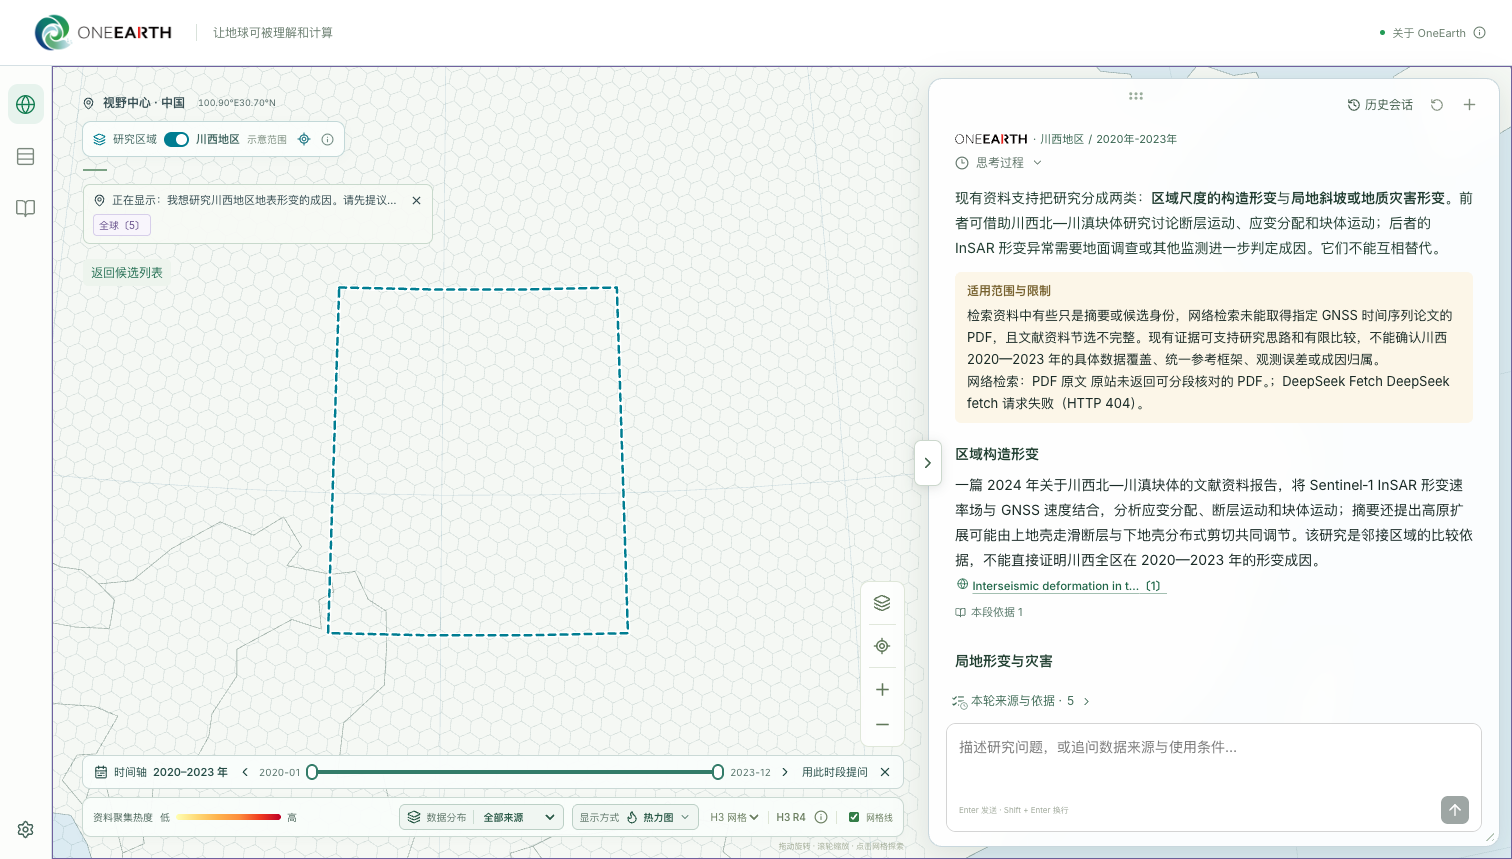 ONEEARTH
让地球可被理解和计算
关于 OneEarth
视野中心 · 中国 100.90°E30.70°N
研究区域 川西地区 示意范围
正在显示：我想研究川西地区地表形变的成因。请先提议...
全球（5）
返回候选列表
时间轴 2020–2023 年 2020-01 2023-12 用此时段提问
资料聚集热度 低 高 数据分布 全部来源 显示方式 热力图 H3 网格 H3 R4 网格线
拖动旋转 · 滚轮缩放 · 点击网格探索
历史会话
ONEEARTH · 川西地区 / 2020年-2023年
思考过程
现有资料支持把研究分成两类：区域尺度的构造形变与局地斜坡或地质灾害形变。前
者可借助川西北—川滇块体研究讨论断层运动、应变分配和块体运动；后者的
InSAR 形变异常需要地面调查或其他监测进一步判定成因。它们不能互相替代。
适用范围与限制
检索资料中有些只是摘要或候选身份，网络检索未能取得指定 GNSS 时间序列论文的
PDF，且文献资料节选不完整。现有证据可支持研究思路和有限比较，不能确认川西
2020—2023 年的具体数据覆盖、统一参考框架、观测误差或成因归属。
网络检索：PDF 原文 原站未返回可分段核对的 PDF。；DeepSeek Fetch DeepSeek
fetch 请求失败（HTTP 404）。
区域构造形变
一篇 2024 年关于川西北—川滇块体的文献资料报告，将 Sentinel-1 InSAR 形变速
率场与 GNSS 速度结合，分析应变分配、断层运动和块体运动；摘要还提出高原扩
展可能由上地壳走滑断层与下地壳分布式剪切共同调节。该研究是邻接区域的比较依
据，不能直接证明川西全区在 2020—2023 年的形变成因。
Interseismic deformation in t...（1）
本段依据 1
局地形变与灾害
本轮来源与依据 · 5
描述研究问题，或追问数据来源与使用条件...
Enter 发送 · Shift + Enter 换行